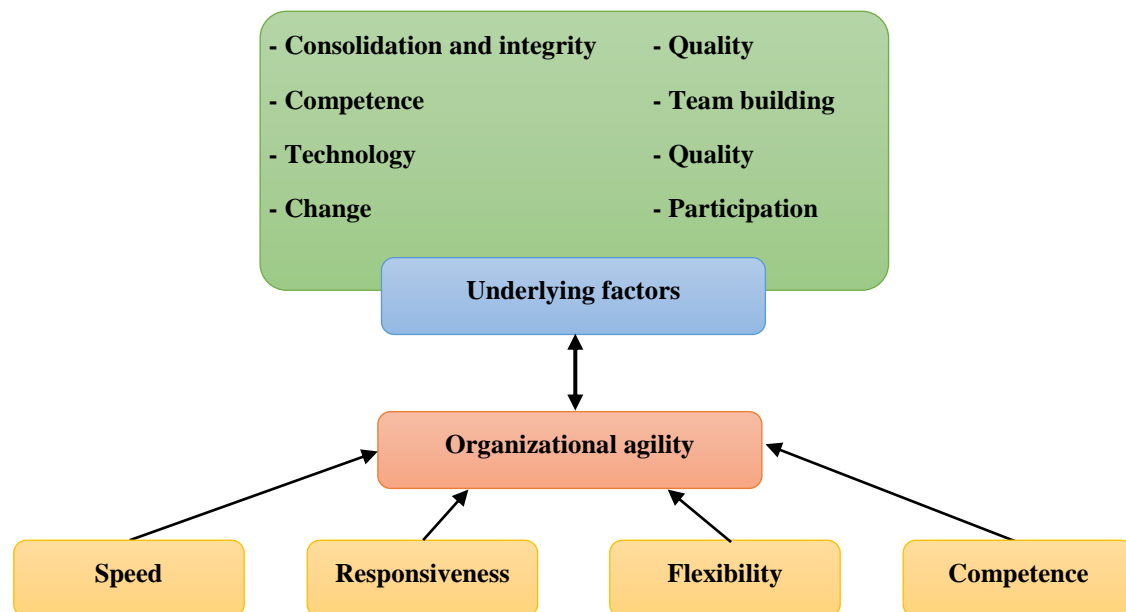 - Consolidation and integrity - Quality
- Competence - Team building
- Technology - Quality
- Change - Participation
Underlying factors
Organizational agility
Speed Responsiveness Flexibility Competence